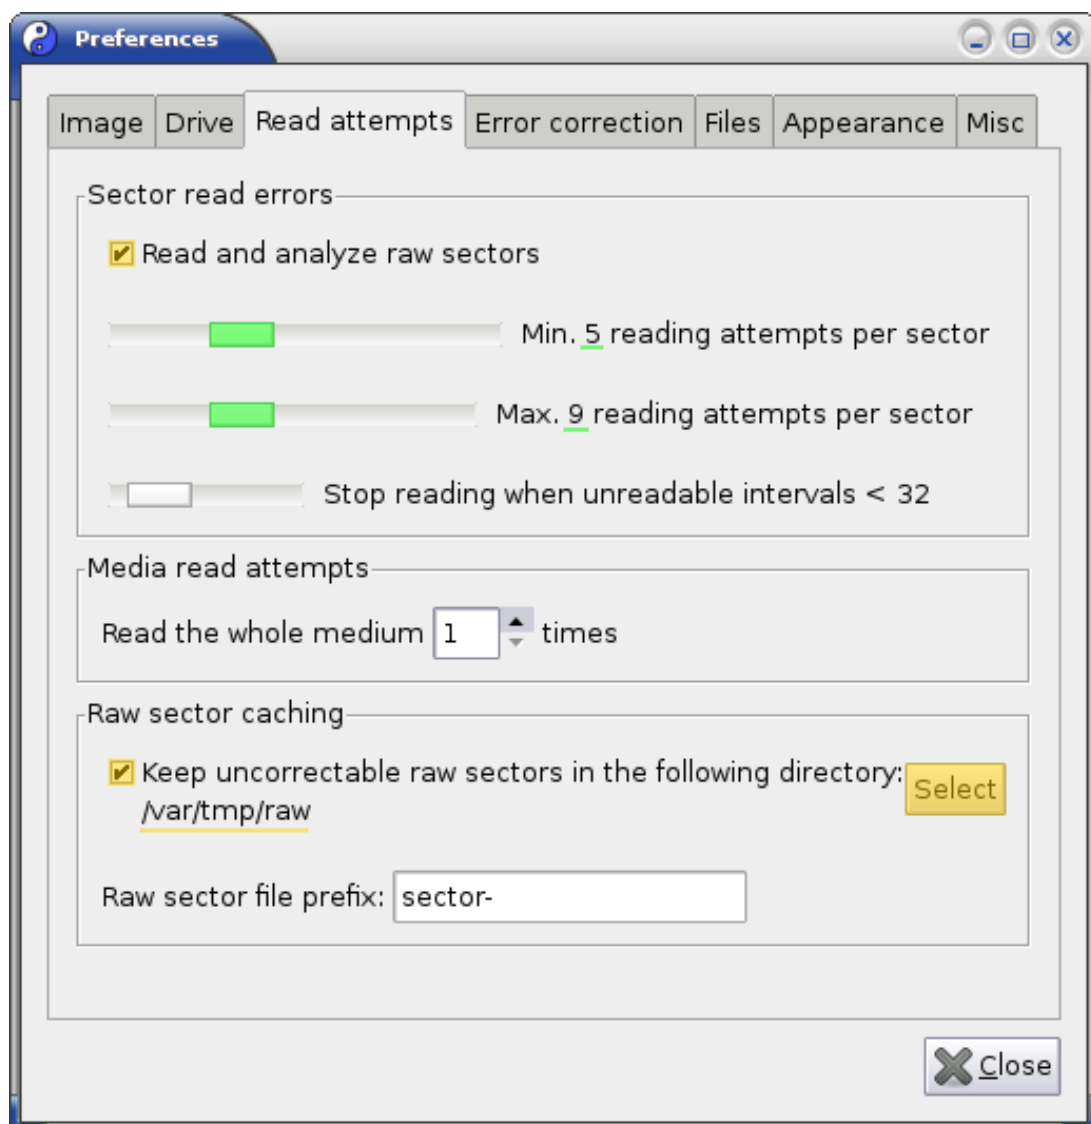 Preferences
Image Drive Read attempts Error correction Files Appearance Misc
Sector read errors
Read and analyze raw sectors
Min. 5 reading attempts per sector
Max. 9 reading attempts per sector
Stop reading when unreadable intervals < 32
Media read attempts
Read the whole medium 1 times
Raw sector caching
Keep uncorrectable raw sectors in the following directory: Select
/var/tmp/raw
Raw sector file prefix: sector-
Close